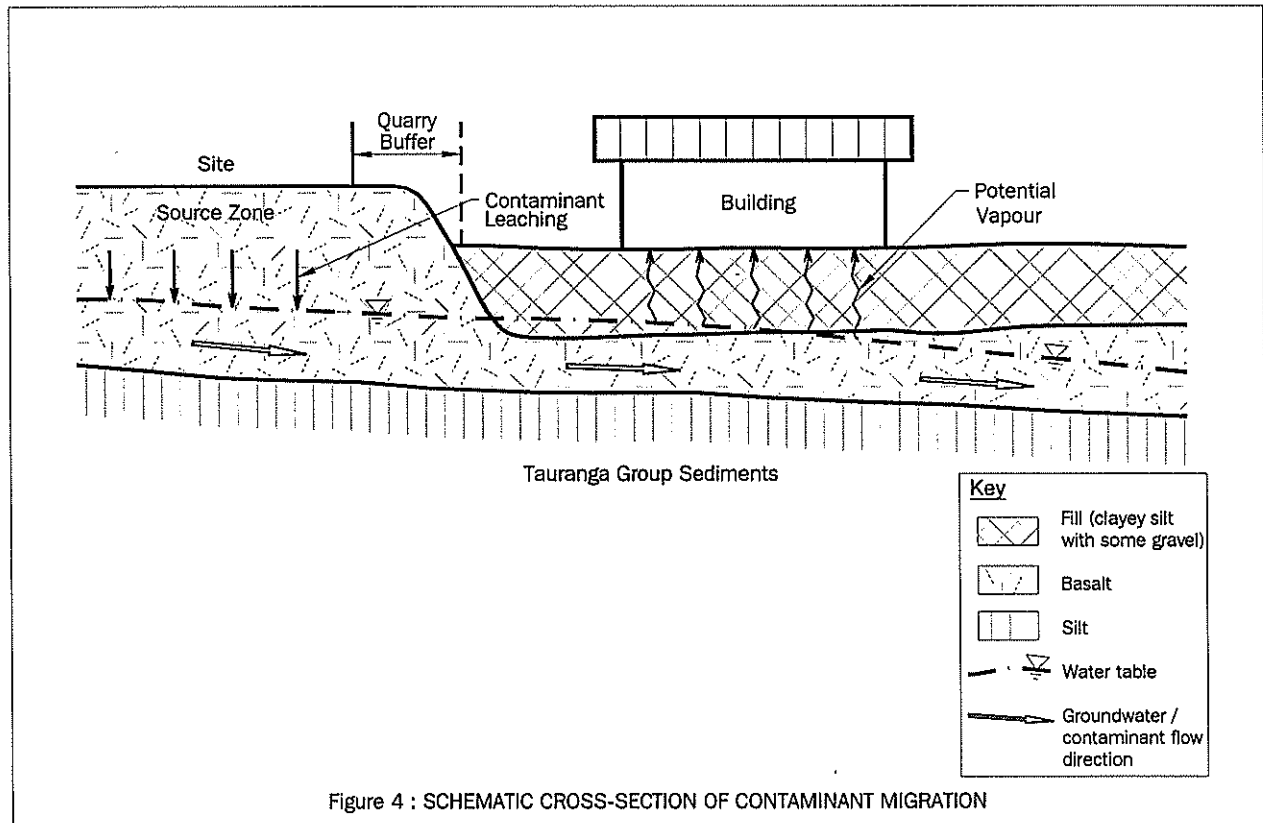 Quarry
Buffer
Site
Source Zone
Contaminant
Leaching
Building
Potential
Vapour
Tauranga Group Sediments
Key
Fill (clayey silt
with some gravel)
Basalt
Silt
Water table
Groundwater /
contaminant flow
direction
Figure 4 : SCHEMATIC CROSS-SECTION OF CONTAMINANT MIGRATION